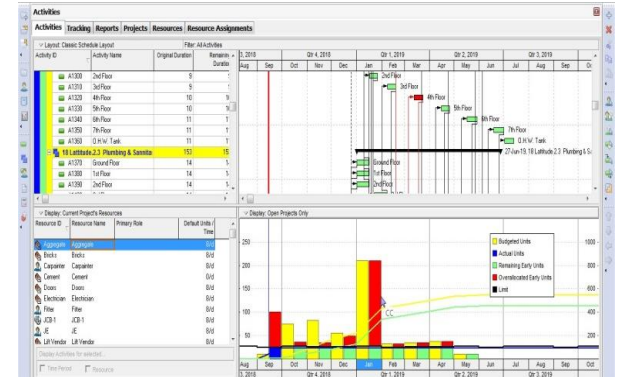 Activities
Activities Tracking Reports Projects Resources Resource Assignments
Layout: Classic Schedule Layout Filter: All Activities
Activity ID Activity Name Original Duration Remaining Duration
3, 2018 Qtr 4, 2018 Qtr 1, 2019 Qtr 2, 2019 Qtr 3, 2019
Aug Sep Oct Nov Dec Jan Feb Mar Apr May Jun Jul Aug Sep Oc
A1300 2nd Floor 9
A1310 3rd Floor 9
A1320 4th Floor 10
A1330 5th Floor 10
A1340 6th Floor 11
A1350 7th Floor 11
A1360 O.H.W. Tank 11
18 Lattitude.2.3 Plumbing & Sannita 153
A1370 Ground Floor 14
A1380 1st Floor 14
A1390 2nd Floor 14
2nd Floor
3rd Floor
4th Floor
5th Floor
6th Floor
7th Floor
O.H.W. Tank
27-Jun-19, 18 Lattitude.2.3 Plumbing & S
Ground Floor
1st Floor
2nd Floor
Display: Current Project's Resources
Resource ID Resource Name Primary Role Default Units / Time
Aggregate Aggregate 8/d
Bricks Bricks 8/d
Carpainter Carpainter 8/d
Cement Cement 8/d
Doors Doors 8/d
Electrician Electrician 8/d
Fitter Fitter 8/d
JCB-1 JCB-1 8/d
JE JE 8/d
Lift Vendor Lift Vendor 8/d
Display Activities for selected...
Time Period Resource
Display: Open Projects Only
250
200
150
100
50
Budgeted Units
Actual Units
Remaining Early Units
Overallocated Early Units
Limit
1000
800
600
400
200
CC
Aug Sep Oct Nov Dec Jan Feb Mar Apr May Jun Jul Aug Sep Oct
3, 2018 Qtr 4, 2018 Qtr 1, 2019 Qtr 2, 2019 Qtr 3, 2019